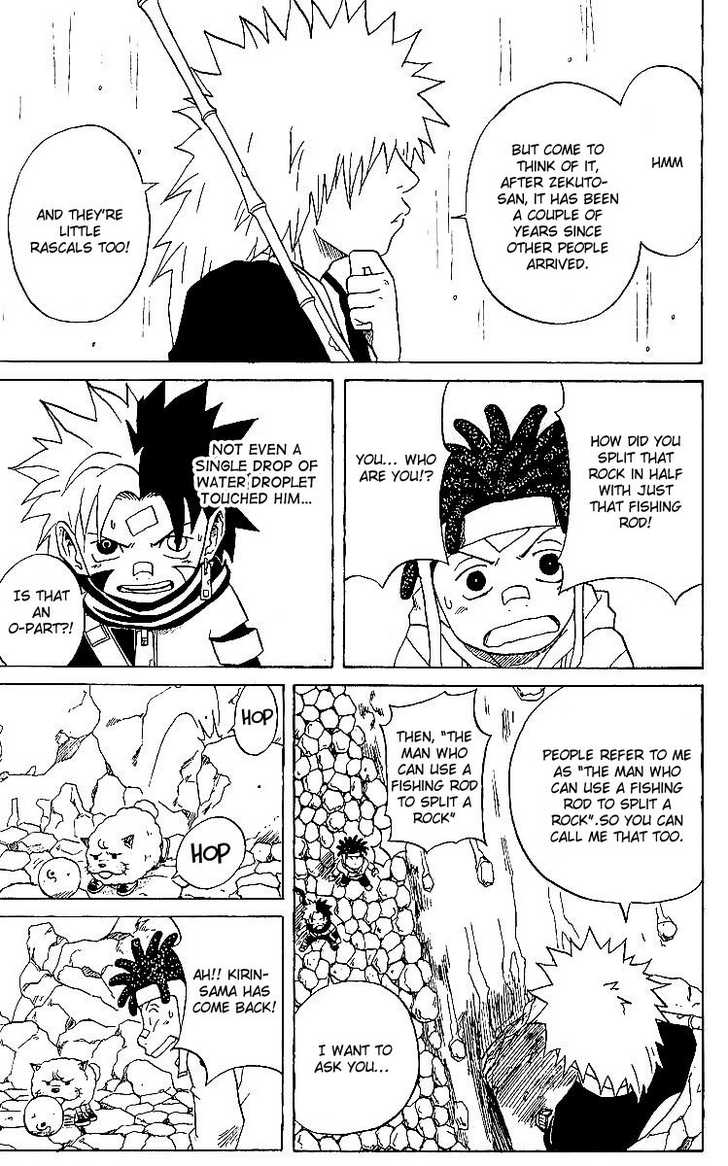 HMM
BUT COME TO
THINK OF IT,
AFTER ZEKUTO-
SAN, IT HAS BEEN
A COUPLE OF
YEARS SINCE
OTHER PEOPLE
ARRIVED.
AND THEY'RE
LITTLE
RASCALS TOO!
HOW DID YOU
SPLIT THAT
ROCK IN HALF
WITH JUST
THAT FISHING
ROD!
YOU... WHO
ARE YOU!?
NOT EVEN A
SINGLE DROP OF
WATER DROPLET
TOUCHED HIM...
IS THAT
AN
O-PART?!
PEOPLE REFER TO ME
AS "THE MAN WHO
CAN USE A FISHING
ROD TO SPLIT A
ROCK".SO YOU CAN
CALL ME THAT TOO.
THEN, "THE
MAN WHO
CAN USE A
FISHING ROD
TO SPLIT A
ROCK"
I WANT TO
ASK YOU...
HOP
HOP
AH!! KIRIN-
SAMA HAS
COME BACK!